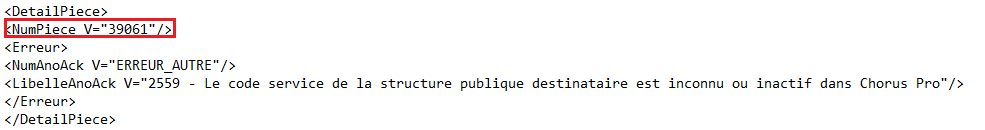 <DetailPiece>
<NumPiece V="39061"/>
<Erreur>
<NumAnoAck V="ERREUR_AUTRE"/>
<LibelleAnoAck V="2559 - Le code service de la structure publique destinataire est inconnu ou inactif dans Chorus Pro"/>
</Erreur>
</DetailPiece>